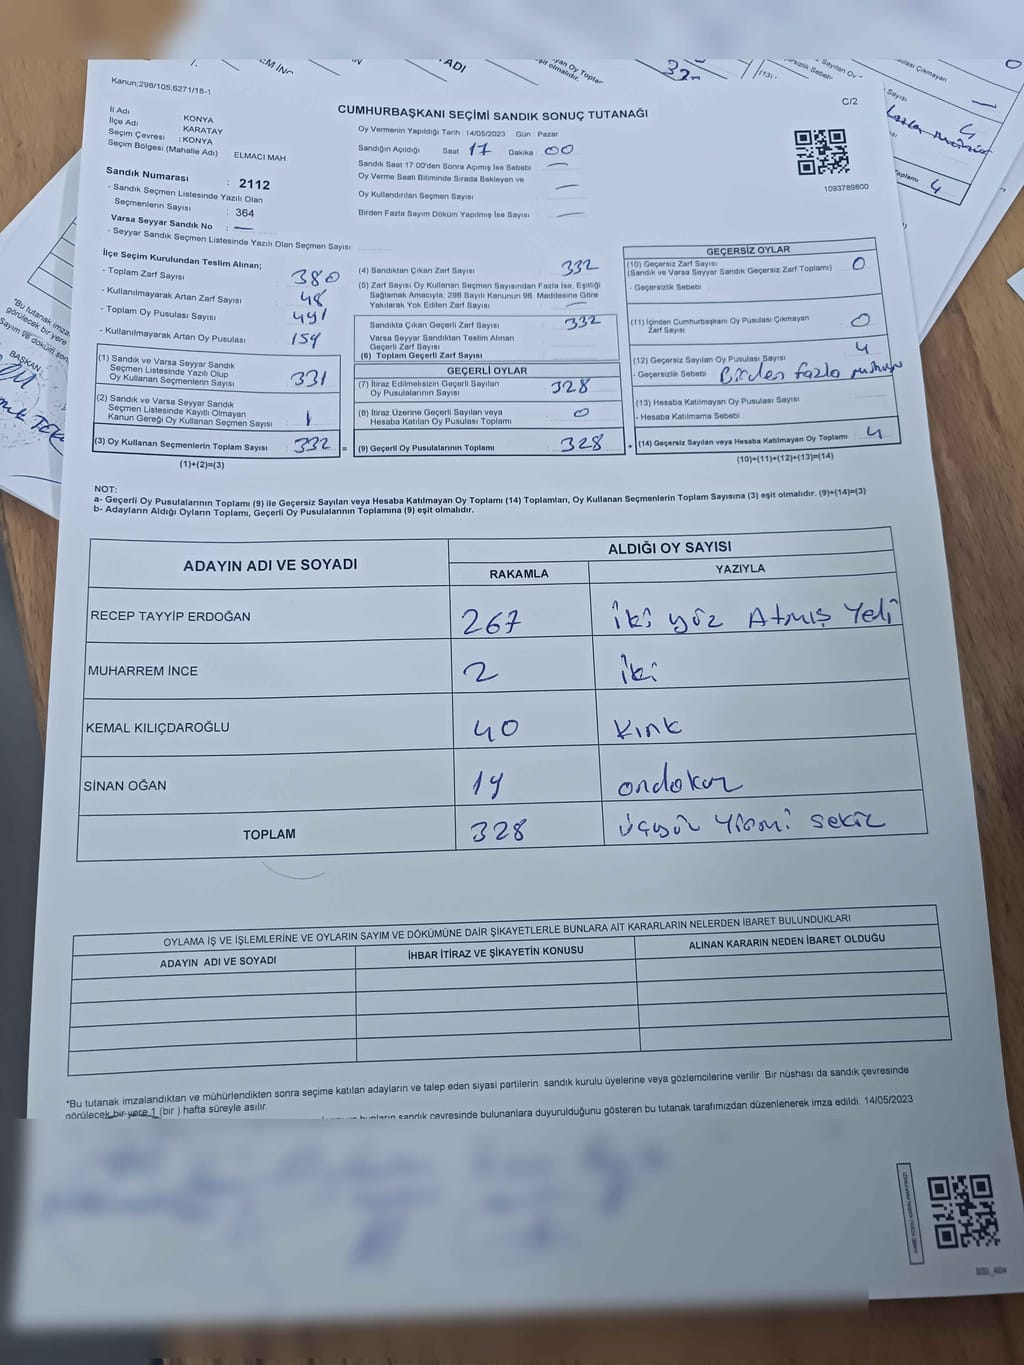 EM İNÇ
ADI
yan Oy Toplam
şit olmalıdır.
32
(13)
Kanun;298/105,6271/18-1
C/2
CUMHURBAŞKANI SEÇİMİ SANDIK SONUÇ TUTANAĞI
İl Adı KONYA
İlçe Adı : KARATAY
Seçim Çevresi : KONYA
Seçim Bölgesi (Mahalle Adı) ELMACI MAH.
Oy Vermenin Yapıldığı Tarih : 14/05/2023 Gün : Pazar
Sandığın Açıldığı Saat 17 Dakika 00
Sandık Saat 17:00'den Sonra Açımış İse Sebebi —
Oy Verme Saati Bitiminde Sırada Bekleyen ve
Oy Kullandırılan Seçmen Sayısı —
Birden Fazla Sayım Döküm Yapılmış İse Sayısı —
1093789800
Sandık Numarası : 2112
- Sandık Seçmen Listesinde Yazılı Olan
Seçmenlerin Sayısı : 364
Varsa Seyyar Sandık No : —
- Seyyar Sandık Seçmen Listesinde Yazılı Olan Seçmen Sayısı
İlçe Seçim Kurulundan Teslim Alınan;
- Toplam Zarf Sayısı 380
- Kullanılmayarak Artan Zarf Sayısı 48
- Toplam Oy Pusulası Sayısı 491
- Kullanılmayarak Artan Oy Pusulası 159
(1) Sandık ve Varsa Seyyar Sandık
Seçmen Listesinde Yazılı Olup
Oy Kullanan Seçmenlerin Sayısı 331
(2) Sandık ve Varsa Seyyar Sandık
Seçmen Listesinde Kayıtlı Olmayan
Kanun Gereği Oy Kullanan Seçmen Sayısı 1
(3) Oy Kullanan Seçmenlerin Toplam Sayısı 332 =
(1)+(2)=(3)
(4) Sandıktan Çıkan Zarf Sayısı 332
(5) Zarf Sayısı Oy Kullanan Seçmen Sayısından Fazla İse, Eşitliği
Sağlamak Amacıyla, 298 Sayılı Kanunun 98. Maddesine Göre
Yakılarak Yok Edilen Zarf Sayısı —
Sandıkta Çıkan Geçerli Zarf Sayısı 332
Varsa Seyyar Sandıktan Teslim Alınan
Geçerli Zarf Sayısı
(6) Toplam Geçerli Zarf Sayısı
GEÇERLİ OYLAR
(7) İtiraz Edilmeksizin Geçerli Sayılan
Oy Pusulalarının Sayısı 328
(8) İtiraz Üzerine Geçerli Sayılan veya
Hesaba Katılan Oy Pusulası Toplamı 0
(9) Geçerli Oy Pusulalarının Toplamı 328 +
GEÇERSİZ OYLAR
(10) Geçersiz Zarf Sayısı 0
(Sandık ve Varsa Seyyar Sandık Geçersiz Zarf Toplamı)
- Geçersizlik Sebebi
(11) İçinden Cumhurbaşkanı Oy Pusulası Çıkmayan
Zarf Sayısı 0
(12) Geçersiz Sayılan Oy Pusulası Sayısı 4
- Geçersizlik Sebebi Birden fazla mühür
(13) Hesaba Katılmayan Oy Pusulası Sayısı
- Hesaba Katılmama Sebebi
(14) Geçersiz Sayılan veya Hesaba Katılmayan Oy Toplamı 4
(10)+(11)+(12)+(13)=(14)
NOT:
a- Geçerli Oy Pusulalarının Toplamı (9) ile Geçersiz Sayılan veya Hesaba Katılmayan Oy Toplamı (14) Toplamları, Oy Kullanan Seçmenlerin Toplam Sayısına (3) eşit olmalıdır. (9)+(14)=(3)
b- Adayların Aldığı Oyların Toplamı, Geçerli Oy Pusulalarının Toplamına (9) eşit olmalıdır.
ADAYIN ADI VE SOYADI
ALDIĞI OY SAYISI
RAKAMLA YAZIYLA
RECEP TAYYİP ERDOĞAN 267 iki yüz Atmış Yedi
MUHARREM İNCE 2 iki
KEMAL KILIÇDAROĞLU 40 Kırk
SİNAN OĞAN 19 ondokuz
TOPLAM 328 üçyüz Yirmi sekiz
OYLAMA İŞ VE İŞLEMLERİNE VE OYLARIN SAYIM VE DÖKÜMÜNE DAİR ŞİKAYETLERLE BUNLARA AİT KARARLARIN NELERDEN İBARET BULUNDUKLARI
ADAYIN ADI VE SOYADI İHBAR İTİRAZ VE ŞİKAYETİN KONUSU ALINAN KARARIN NEDEN İBARET OLDUĞU
*Bu tutanak imzalandıktan ve mühürlendikten sonra seçime katılan adayların ve talep eden siyasi partilerin sandık kurulu üyelerine veya gözlemcilerine verilir. Bir nüshası da sandık çevresinde
görülecek bir yere 1 (bir) hafta süreyle asılır.
sandık çevresinde bulunanlara duyurulduğunu gösteren bu tutanak tarafımızdan düzenlenerek imza edildi. 14/05/2023